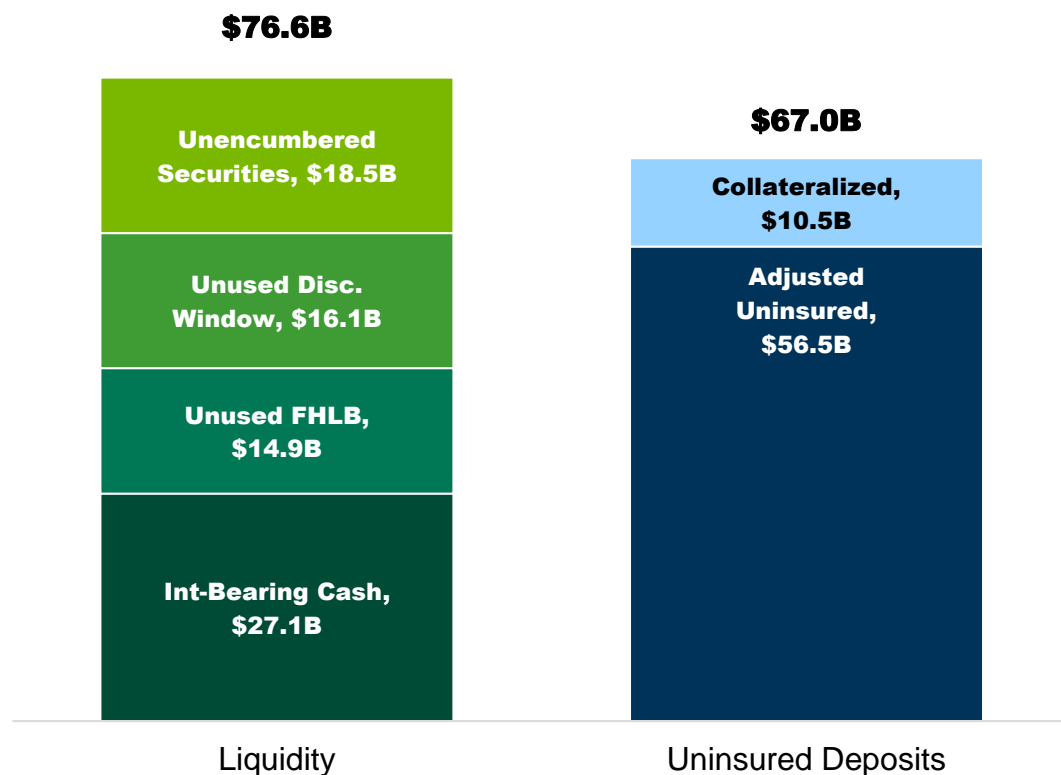 $76.6B
Unencumbered
Securities, $18.5B
Unused Disc.
Window, $16.1B
Unused FHLB,
$14.9B
Int-Bearing Cash,
$27.1B
Liquidity
$67.0B
Collateralized,
$10.5B
Adjusted
Uninsured,
$56.5B
Uninsured Deposits